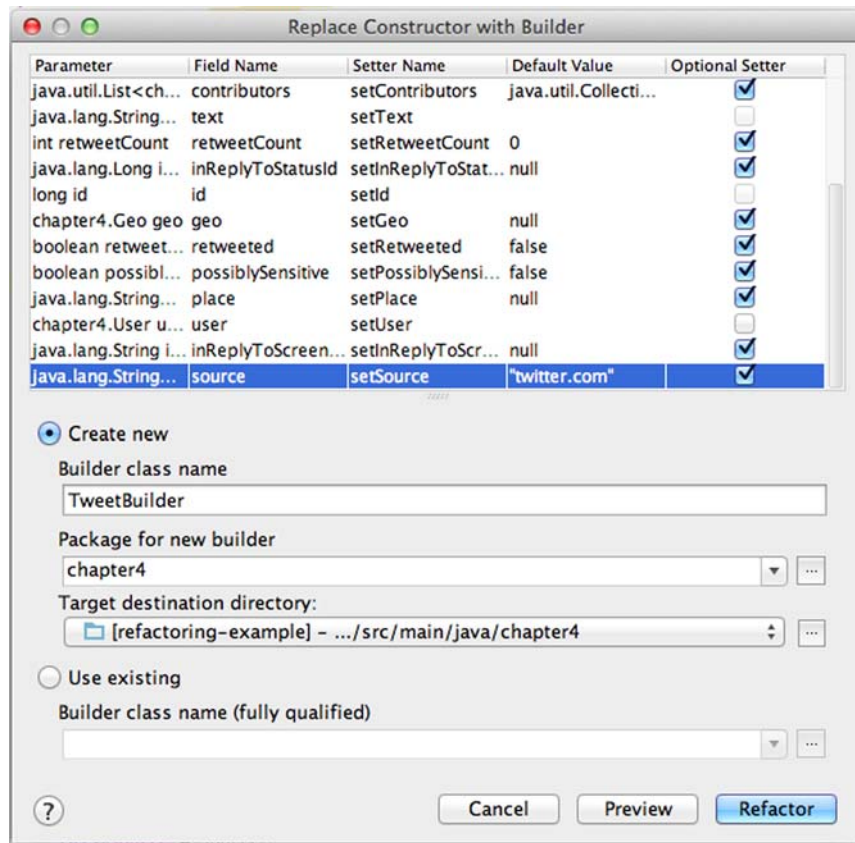 Replace Constructor with Builder
Parameter Field Name Setter Name Default Value Optional Setter
java.util.List<ch... contributors setContributors java.util.Collecti...
java.lang.String... text setText
int retweetCount retweetCount setRetweetCount 0
java.lang.Long i... inReplyToStatusId setInReplyToStat... null
long id id setId
chapter4.Geo geo geo setGeo null
boolean retweet... retweeted setRetweeted false
boolean possibl... possiblySensitive setPossiblySensi... false
java.lang.String... place setPlace null
chapter4.User u... user setUser
java.lang.String i... inReplyToScreen... setInReplyToScr... null
java.lang.String... source setSource "twitter.com"
Create new
Builder class name
TweetBuilder
Package for new builder
chapter4
...
Target destination directory:
[refactoring-example] – .../src/main/java/chapter4
...
Use existing
Builder class name (fully qualified)
...
? Cancel Preview Refactor